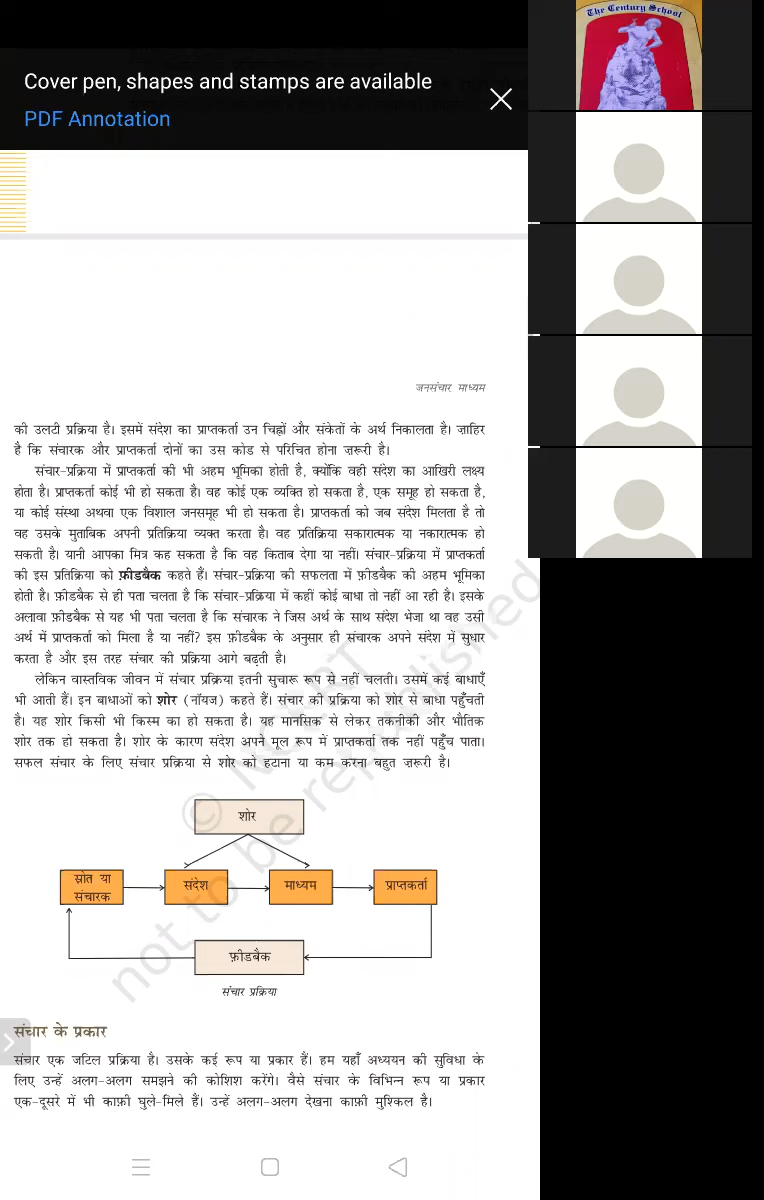 The Century School
Cover pen, shapes and stamps are available
PDF Annotation
जनसंचार माध्यम
की उलटी प्रक्रिया है। इसमें संदेश का प्राप्तकर्ता उन चिह्नों और संकेतों के अर्थ निकालता है। ज़ाहिर
है कि संचारक और प्राप्तकर्ता दोनों का उस कोड से परिचित होना ज़रूरी है।
संचार-प्रक्रिया में प्राप्तकर्ता की भी अहम भूमिका होती है, क्योंकि वही संदेश का आखिरी लक्ष्य
होता है। प्राप्तकर्ता कोई भी हो सकता है। वह कोई एक व्यक्ति हो सकता है, एक समूह हो सकता है,
या कोई संस्था अथवा एक विशाल जनसमूह भी हो सकता है। प्राप्तकर्ता को जब संदेश मिलता है तो
वह उसके मुताबिक अपनी प्रतिक्रिया व्यक्त करता है। वह प्रतिक्रिया सकारात्मक या नकारात्मक हो
सकती है। यानी आपका मित्र कह सकता है कि वह किताब देगा या नहीं। संचार-प्रक्रिया में प्राप्तकर्ता
की इस प्रतिक्रिया को फ़ीडबैक कहते हैं। संचार-प्रक्रिया की सफलता में फ़ीडबैक की अहम भूमिका
होती है। फ़ीडबैक से ही पता चलता है कि संचार-प्रक्रिया में कहीं कोई बाधा तो नहीं आ रही है। इसके
अलावा फ़ीडबैक से यह भी पता चलता है कि संचारक ने जिस अर्थ के साथ संदेश भेजा था वह उसी
अर्थ में प्राप्तकर्ता को मिला है या नहीं? इस फ़ीडबैक के अनुसार ही संचारक अपने संदेश में सुधार
करता है और इस तरह संचार की प्रक्रिया आगे बढ़ती है।
लेकिन वास्तविक जीवन में संचार प्रक्रिया इतनी सुचारू रूप से नहीं चलती। उसमें कई बाधाएँ
भी आती हैं। इन बाधाओं को शोर (नॉयज) कहते हैं। संचार की प्रक्रिया को शोर से बाधा पहुँचती
है। यह शोर किसी भी किस्म का हो सकता है। यह मानसिक से लेकर तकनीकी और भौतिक
शोर तक हो सकता है। शोर के कारण संदेश अपने मूल रूप में प्राप्तकर्ता तक नहीं पहुँच पाता।
सफल संचार के लिए संचार प्रक्रिया से शोर को हटाना या कम करना बहुत ज़रूरी है।
© NCERT
not to be republished
शोर
स्रोत या
संचारक
संदेश
माध्यम
प्राप्तकर्ता
फ़ीडबैक
संचार प्रक्रिया
संचार के प्रकार
संचार एक जटिल प्रक्रिया है। उसके कई रूप या प्रकार हैं। हम यहाँ अध्ययन की सुविधा के
लिए उन्हें अलग-अलग समझने की कोशिश करेंगे। वैसे संचार के विभिन्न रूप या प्रकार
एक-दूसरे में भी काफ़ी घुले-मिले हैं। उन्हें अलग-अलग देखना काफ़ी मुश्किल है।